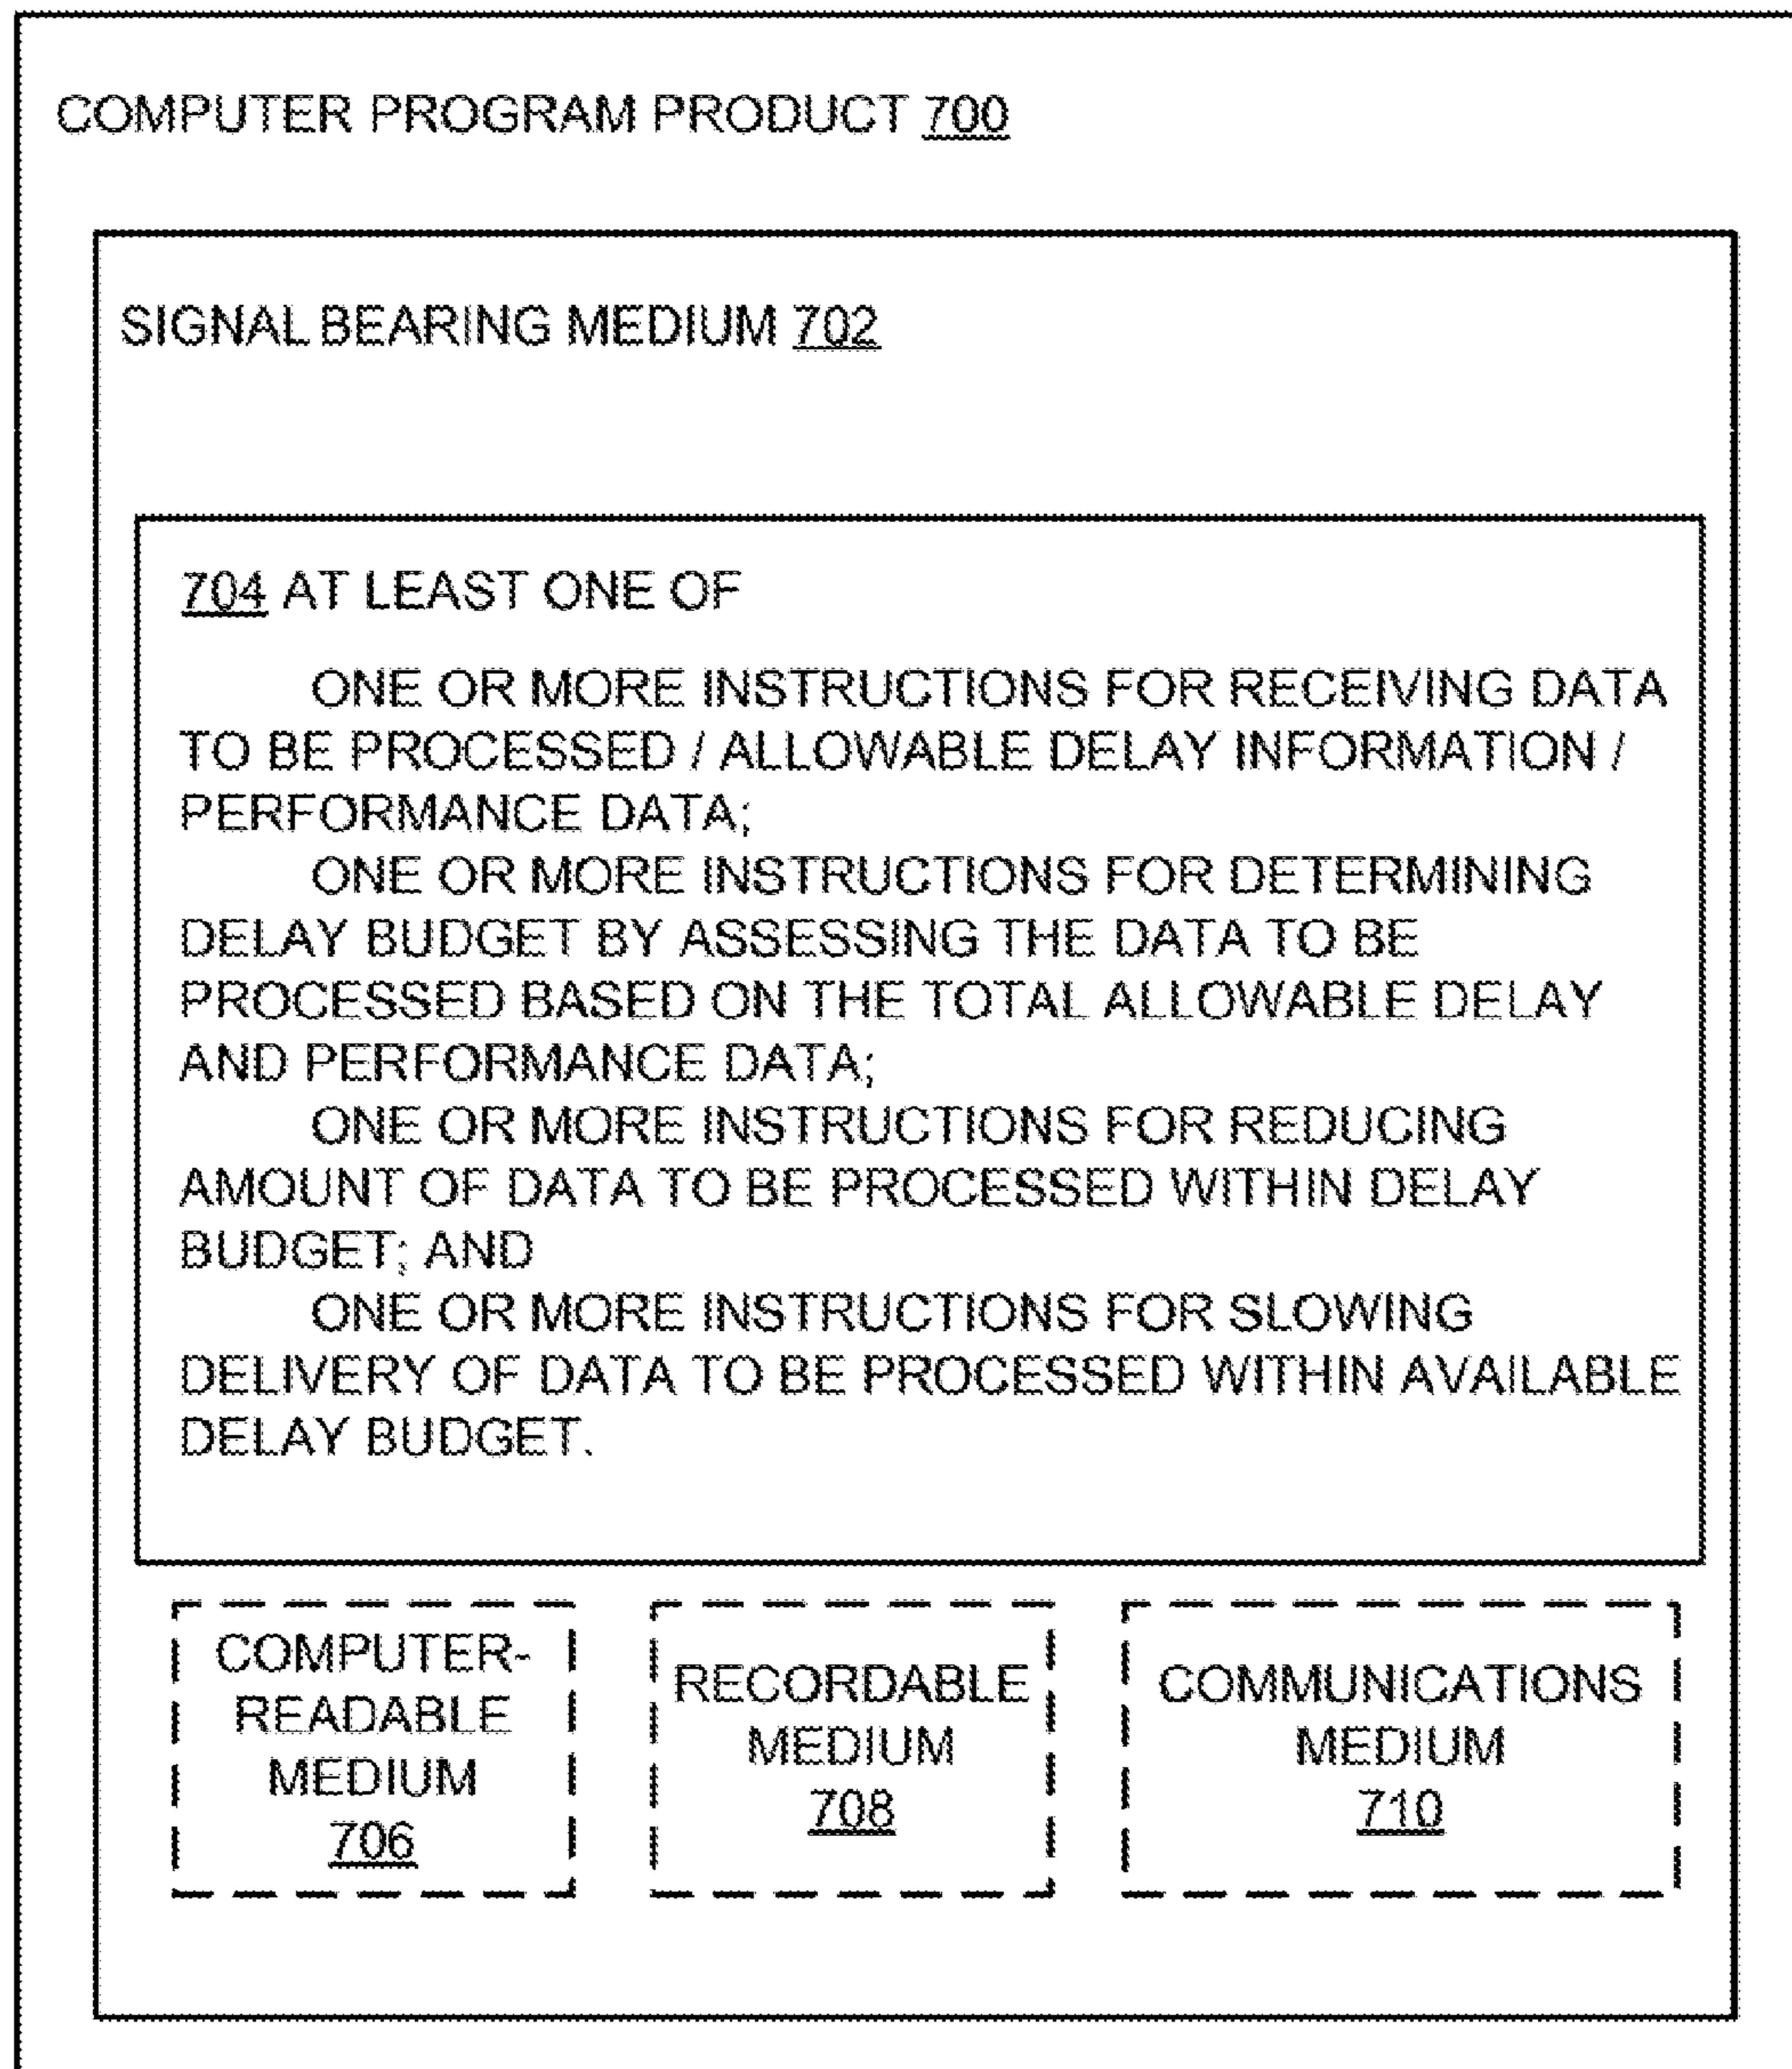 COMPUTER PROGRAM PRODUCT 700
SIGNAL BEARING MEDIUM 702
704 AT LEAST ONE OF
ONE OR MORE INSTRUCTIONS FOR RECEIVING DATA
TO BE PROCESSED / ALLOWABLE DELAY INFORMATION /
PERFORMANCE DATA;
ONE OR MORE INSTRUCTIONS FOR DETERMINING
DELAY BUDGET BY ASSESSING THE DATA TO BE
PROCESSED BASED ON THE TOTAL ALLOWABLE DELAY
AND PERFORMANCE DATA;
ONE OR MORE INSTRUCTIONS FOR REDUCING
AMOUNT OF DATA TO BE PROCESSED WITHIN DELAY
BUDGET; AND
ONE OR MORE INSTRUCTIONS FOR SLOWING
DELIVERY OF DATA TO BE PROCESSED WITHIN AVAILABLE
DELAY BUDGET.
COMPUTER-
READABLE
MEDIUM
706
RECORDABLE
MEDIUM
708
COMMUNICATIONS
MEDIUM
710